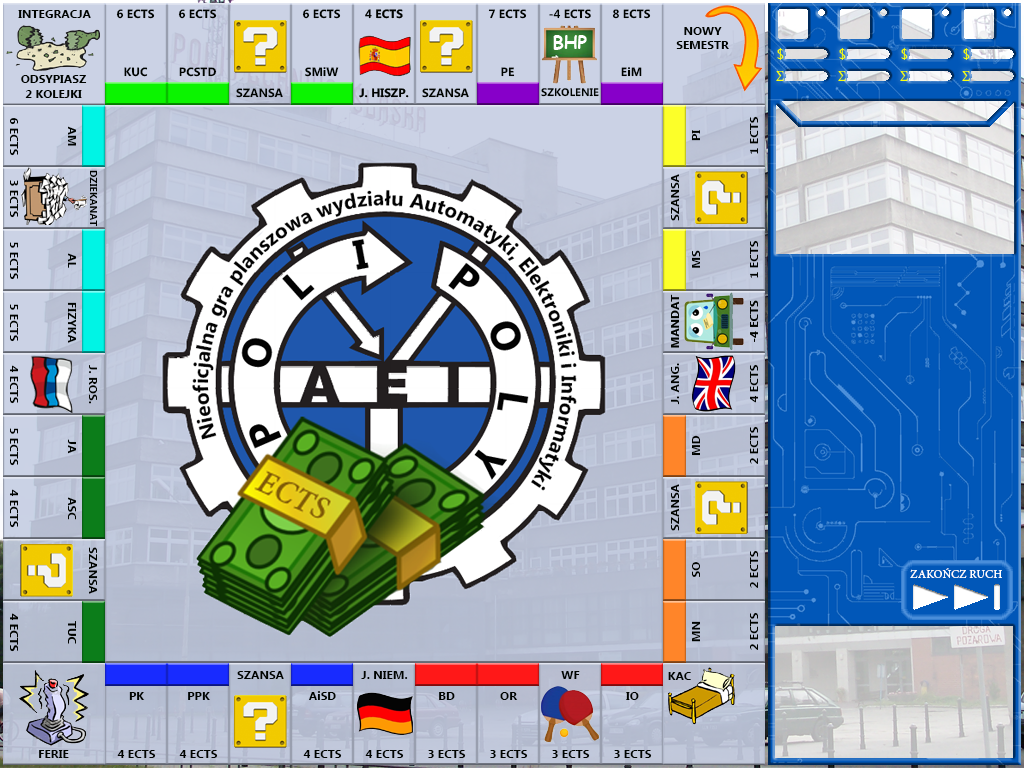 INTEGRACJA
ODSYPIASZ
2 KOLEJKI
6 ECTS
KUC
6 ECTS
PCSTD
?
SZANSA
6 ECTS
SMiW
4 ECTS
J. HISZP.
?
SZANSA
7 ECTS
PE
-4 ECTS
BHP
SZKOLENIE
8 ECTS
EiM
NOWY
SEMESTR
PI
1 ECTS
SZANSA
?
MS
1 ECTS
MANDAT
-4 ECTS
J. ANG.
4 ECTS
MD
2 ECTS
SZANSA
?
SO
2 ECTS
MN
2 ECTS
KAC
WF
3 ECTS
IO
3 ECTS
OR
3 ECTS
BD
3 ECTS
J. NIEM.
4 ECTS
AiSD
4 ECTS
SZANSA
?
PPK
4 ECTS
PK
4 ECTS
FERIE
TUC
4 ECTS
SZANSA
?
ASC
4 ECTS
JA
5 ECTS
J. ROS.
4 ECTS
FIZYKA
5 ECTS
AL
5 ECTS
DZIEKANAT
3 ECTS
AM
6 ECTS
Nieoficjalna gra planszowa wydziału Automatyki, Elektroniki i Informatyki
POLIPOLY
AEI
ECTS
$ $ $ $
Σ Σ Σ Σ
ZAKOŃCZ RUCH
DROGA
POŻAROWA